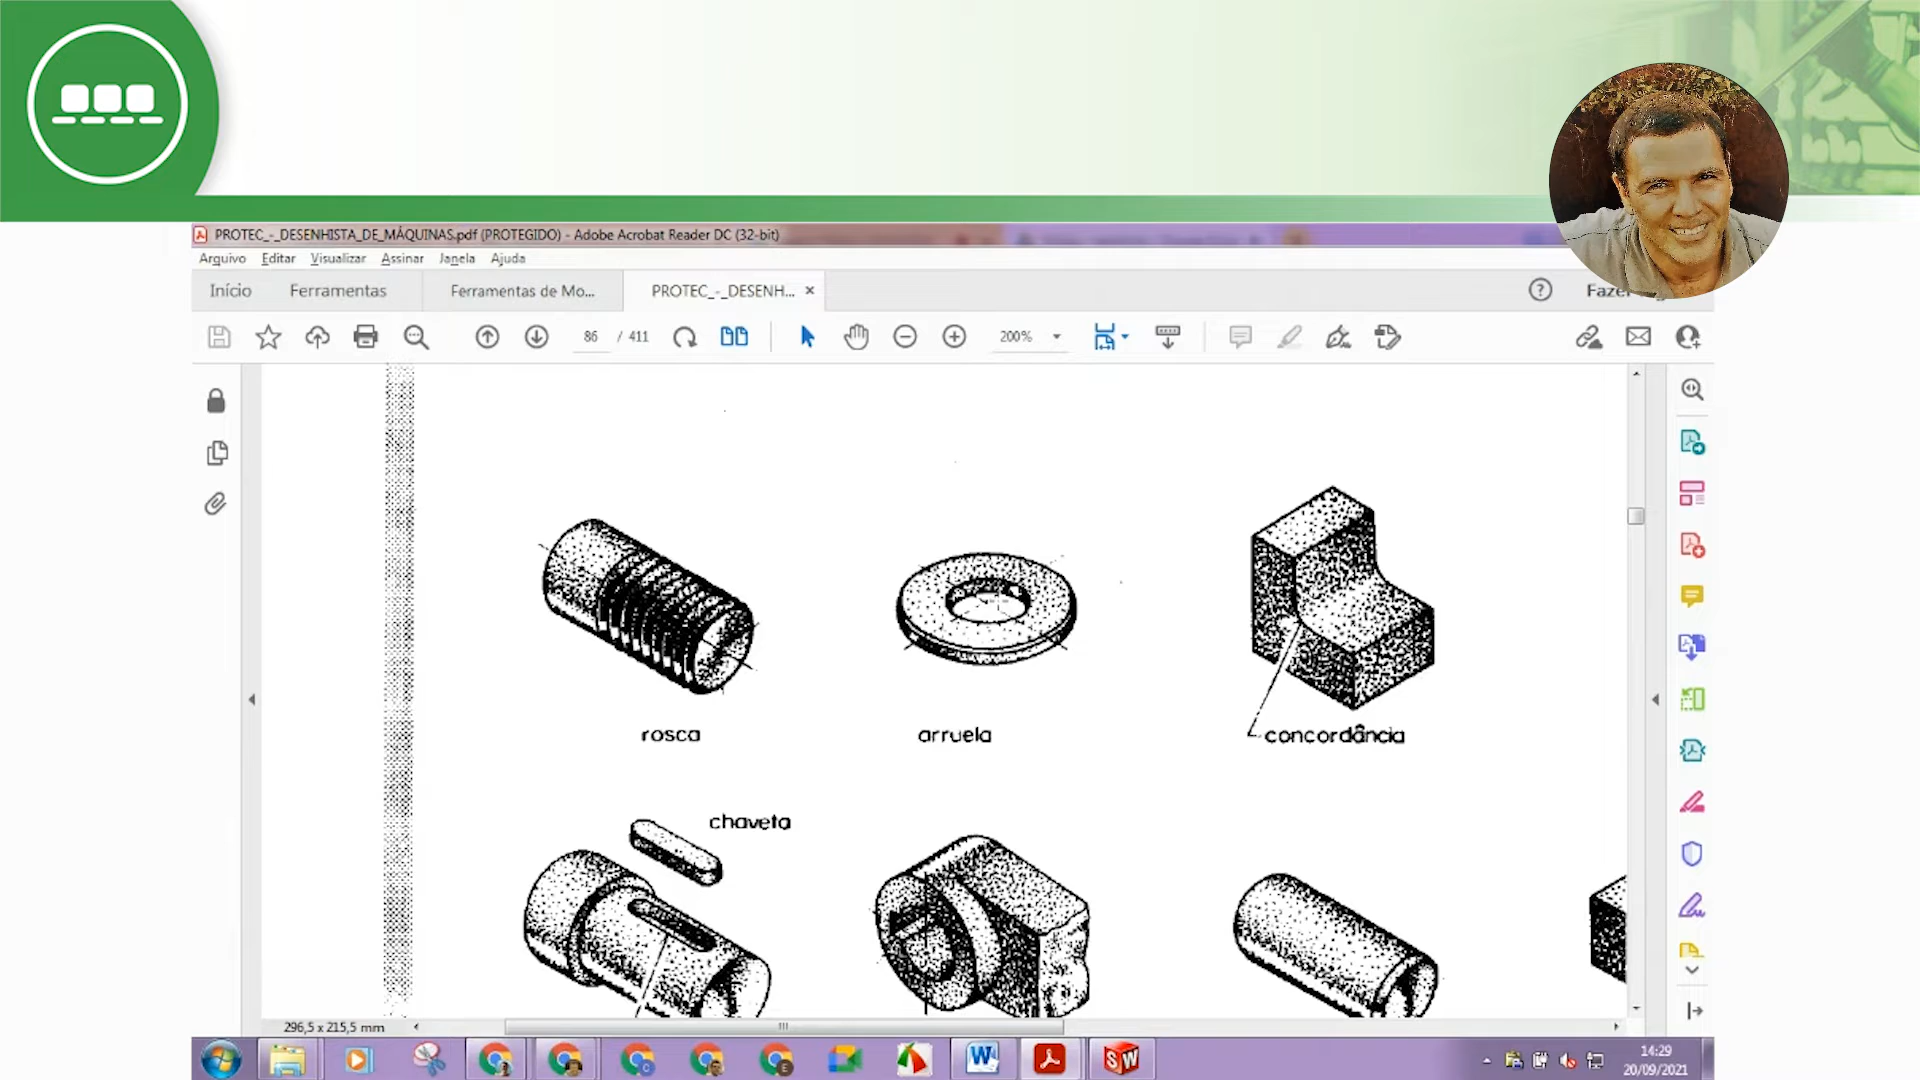 PROTEC_-_DESENHISTA_DE_MÁQUINAS.pdf (PROTEGIDO) - Adobe Acrobat Reader DC (32-bit)
Arquivo Editar Visualizar Assinar Janela Ajuda
Início Ferramentas Ferramentas de Mo... PROTEC_-_DESENH... ×
86 / 411 200%
rosca arruela concordância
chaveta
296,5 x 215,5 mm
14:29
20/09/2021